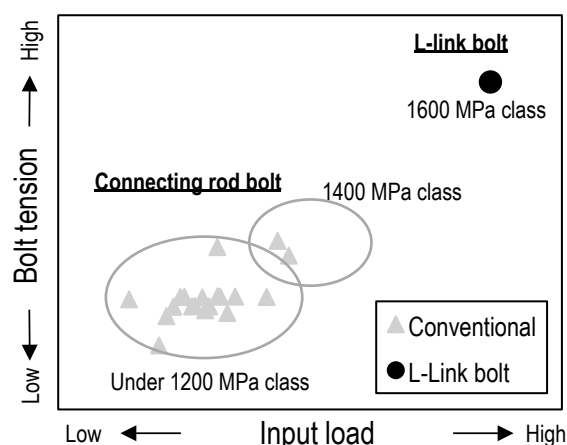 High
L-link bolt
1600 MPa class
Connecting rod bolt
1400 MPa class
Bolt tension
Conventional
L-Link bolt
Under 1200 MPa class
Low
Low
Input load
High